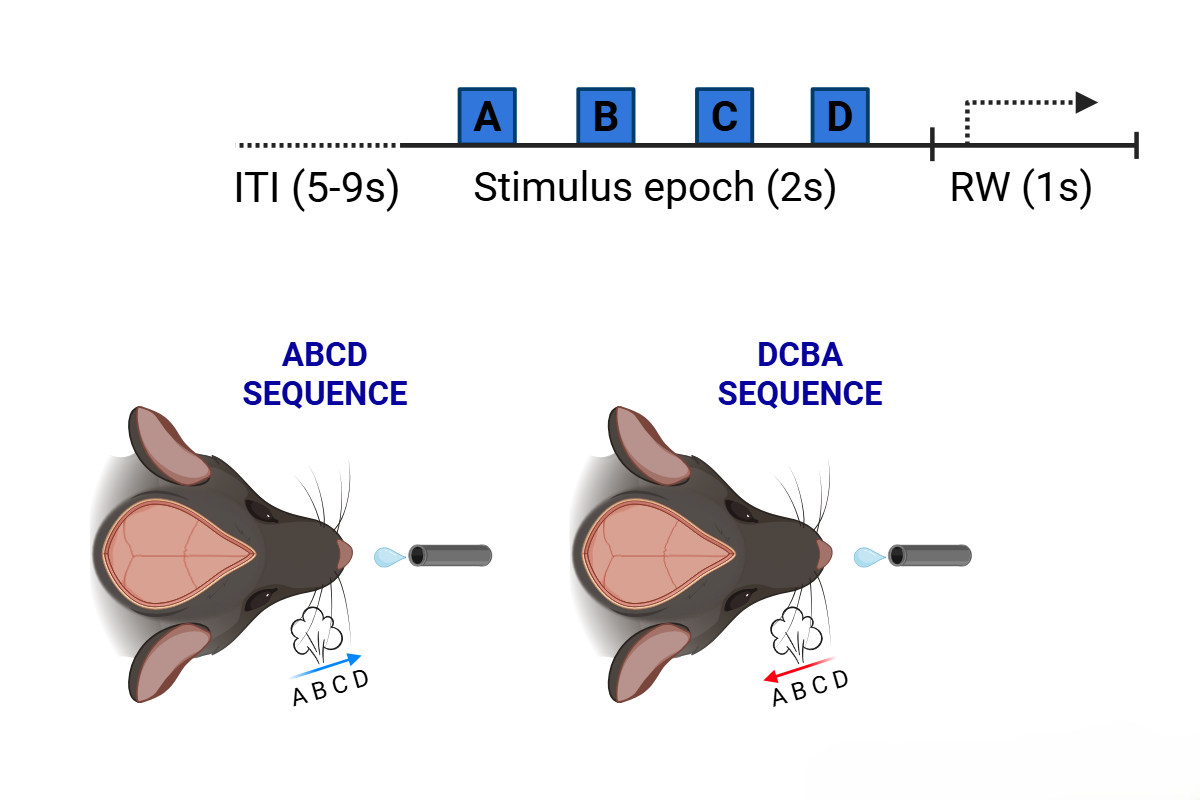 A B C D
ITI (5-9s) Stimulus epoch (2s) RW (1s)
ABCD
SEQUENCE
DCBA
SEQUENCE
A B C D
A B C D